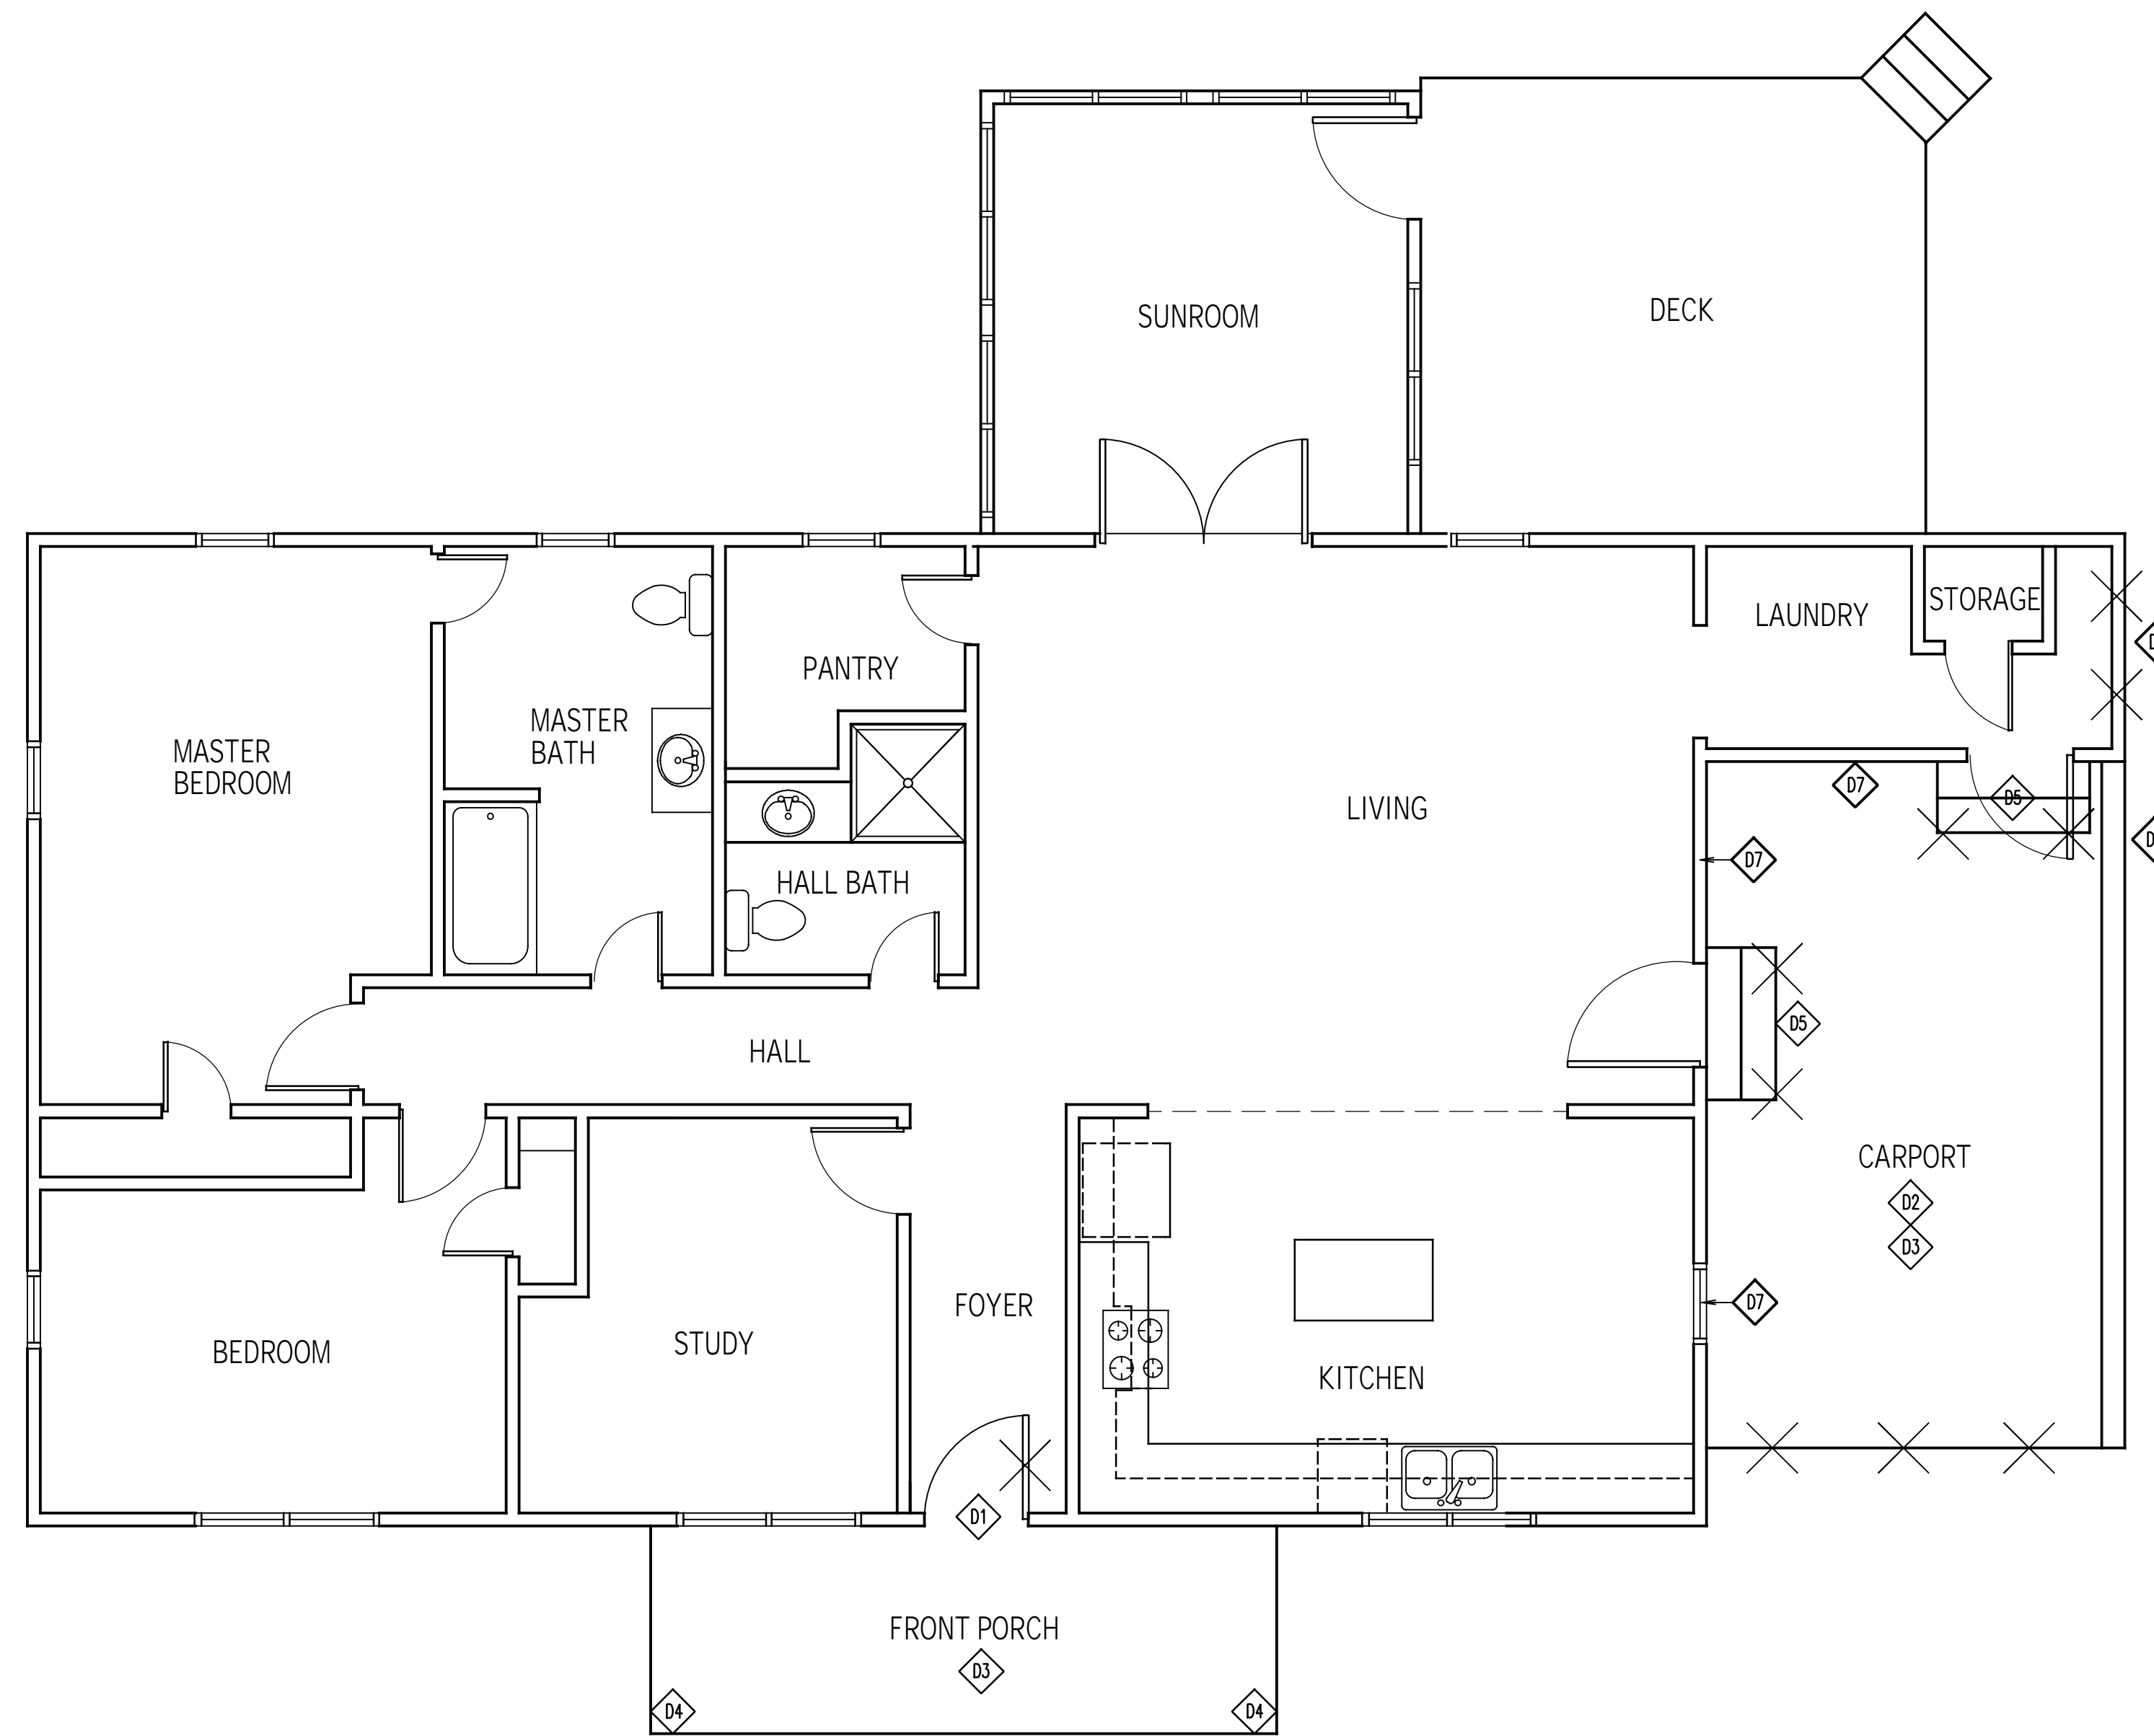 SUNROOM
DECK
STORAGE
LAUNDRY
PANTRY
MASTER
BATH
MASTER
BEDROOM
D7
D5
LIVING
D7
HALL BATH
D5
HALL
CARPORT
D2
D3
D7
FOYER
STUDY
BEDROOM
KITCHEN
D1
FRONT PORCH
D3
D4
D4